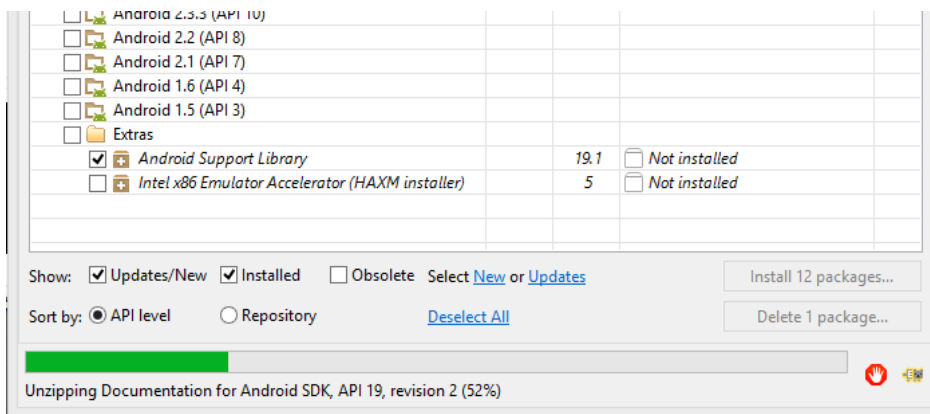 Android 2.3.3 (API 10)
Android 2.2 (API 8)
Android 2.1 (API 7)
Android 1.6 (API 4)
Android 1.5 (API 3)
Extras
Android Support Library 19.1 Not installed
Intel x86 Emulator Accelerator (HAXM installer) 5 Not installed
Show: Updates/New Installed Obsolete Select New or Updates Install 12 packages...
Sort by: API level Repository Deselect All Delete 1 package...
Unzipping Documentation for Android SDK, API 19, revision 2 (52%)